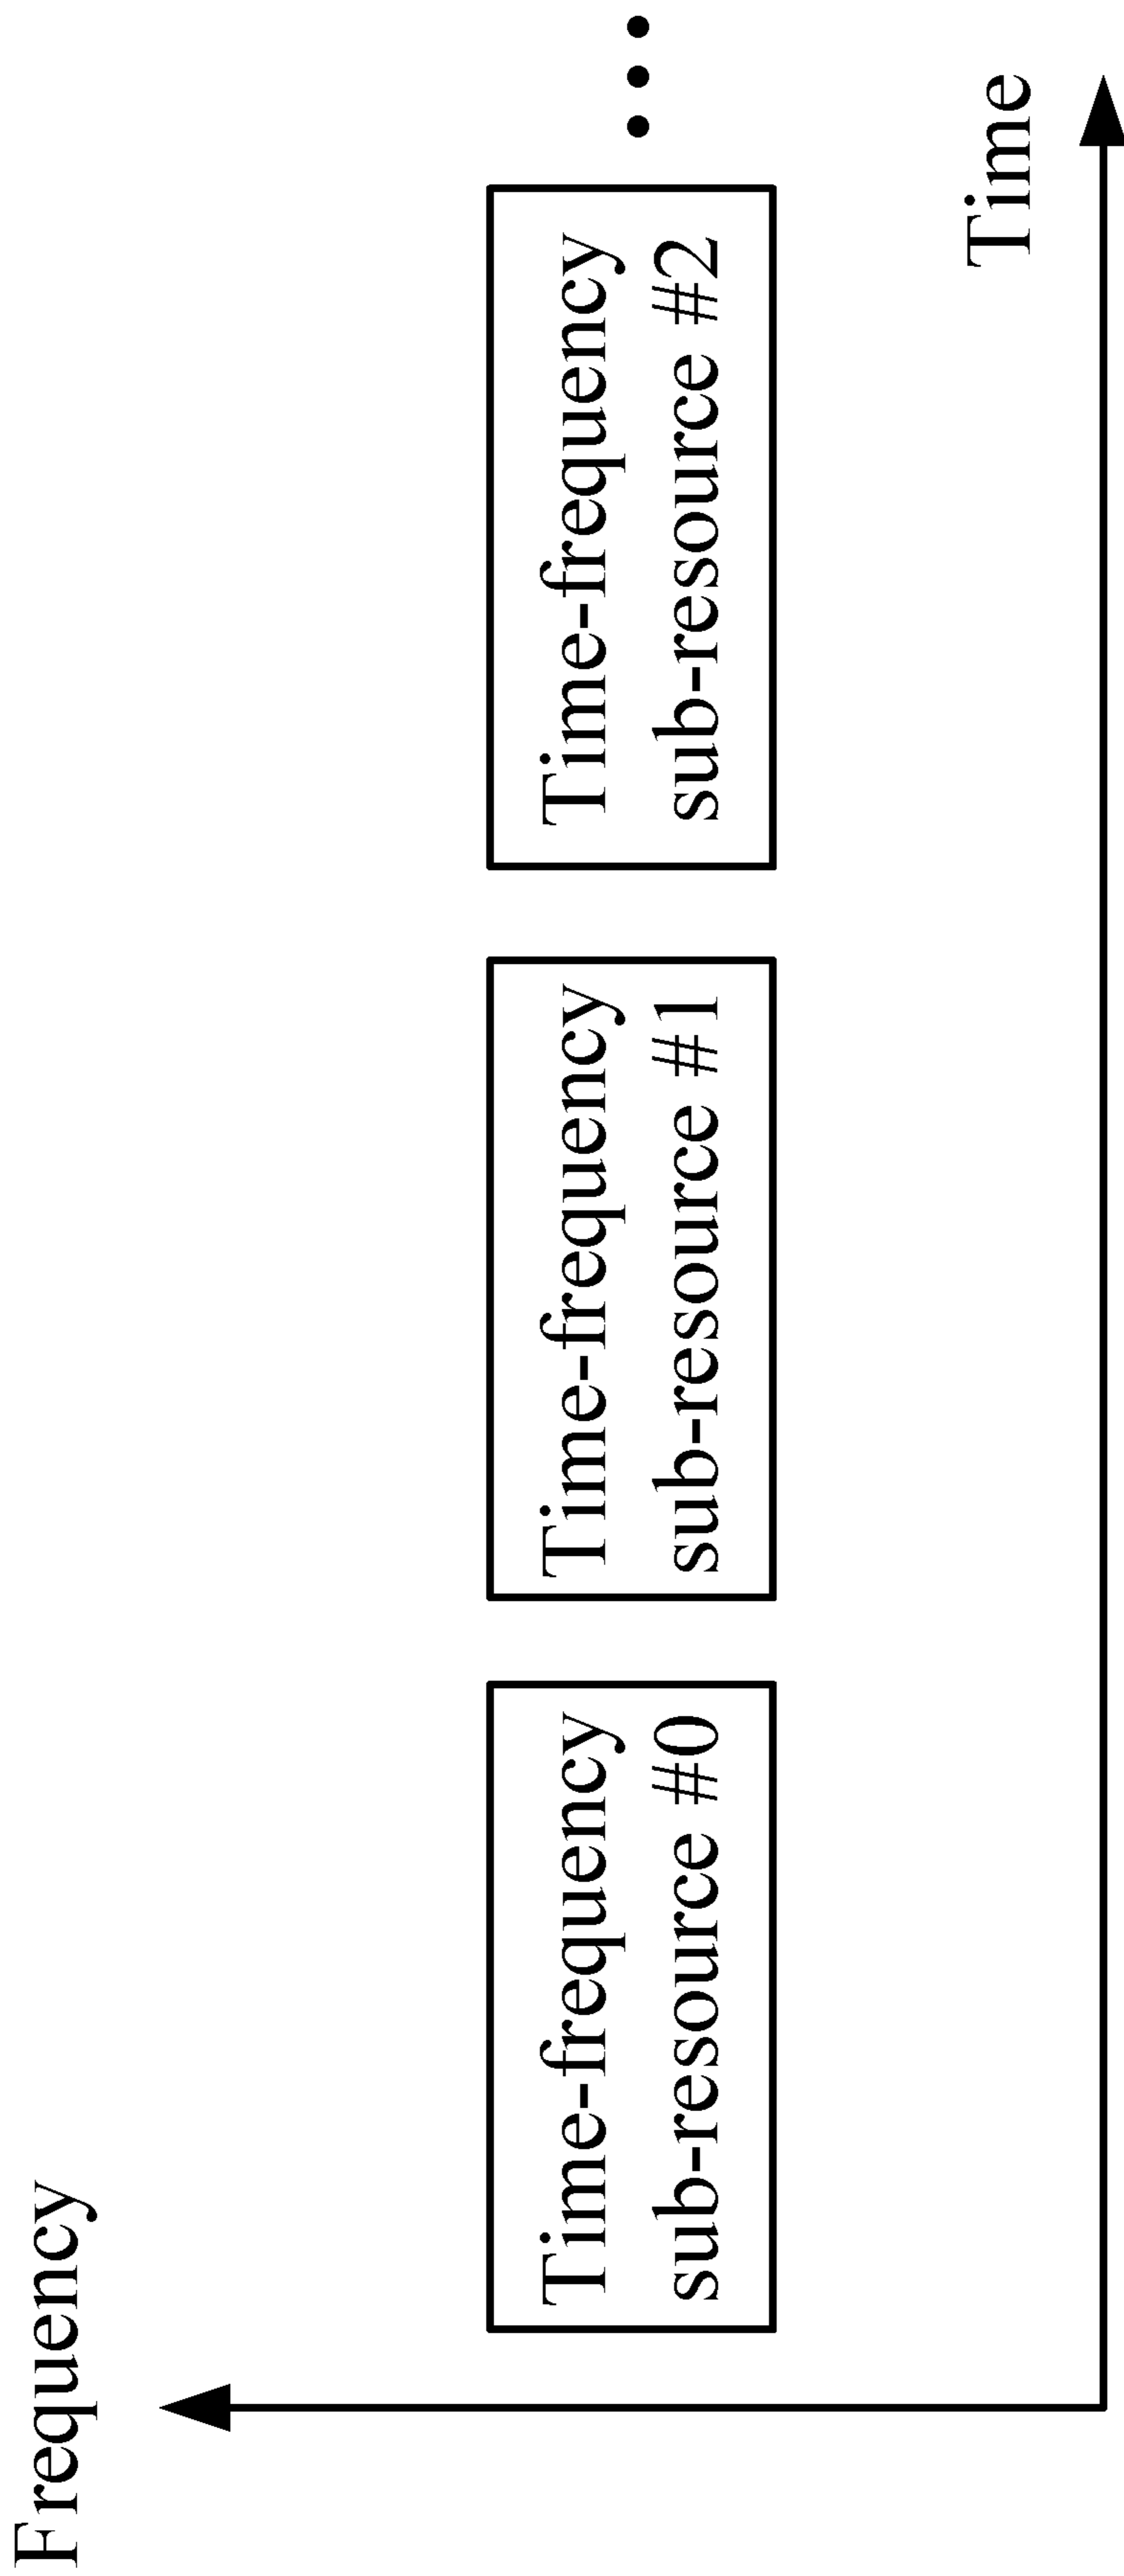 Frequency
Time-frequency
sub-resource #0
Time-frequency
sub-resource #1
Time-frequency
sub-resource #2
Time